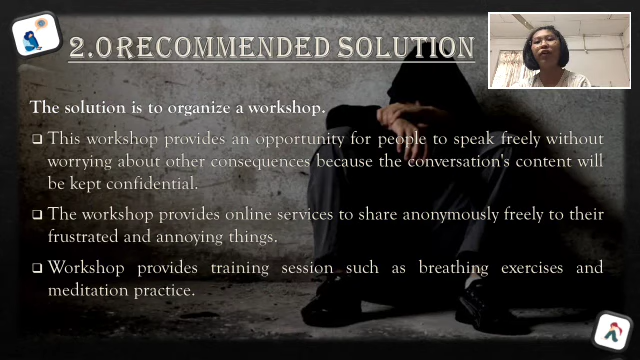 2.0 RECOMMENDED SOLUTION
The solution is to organize a workshop.
❑ This workshop provides an opportunity for people to speak freely without
worrying about other consequences because the conversation's content will
be kept confidential.
❑ The workshop provides online services to share anonymously freely to their
frustrated and annoying things.
❑ Workshop provides training session such as breathing exercises and
meditation practice.